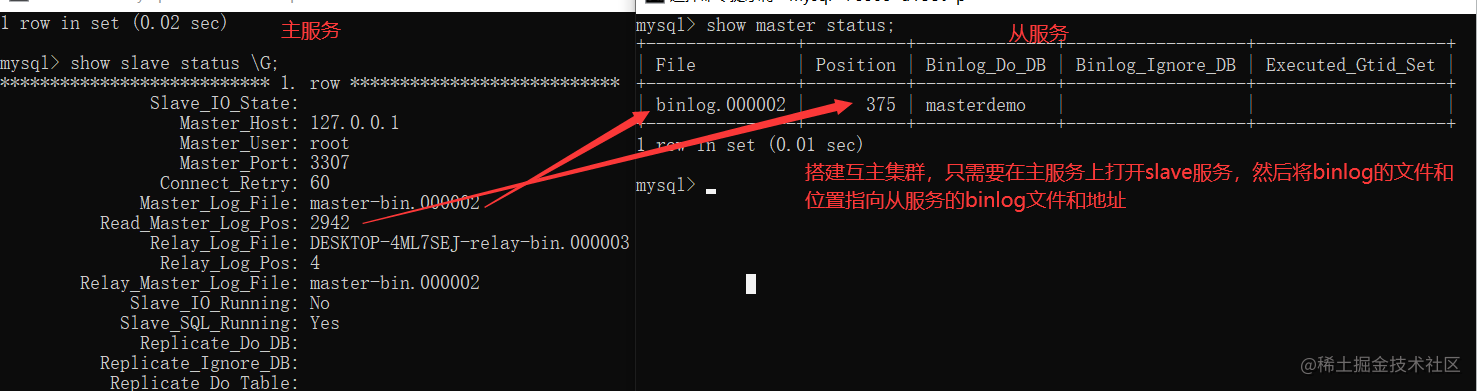 1 row in set (0.02 sec)
主服务
mysql> show slave status \G;
*************************** 1. row ***************************
Slave_IO_State:
Master_Host: 127.0.0.1
Master_User: root
Master_Port: 3307
Connect_Retry: 60
Master_Log_File: master-bin.000002
Read_Master_Log_Pos: 2942
Relay_Log_File: DESKTOP-4ML7SEJ-relay-bin.000003
Relay_Log_Pos: 4
Relay_Master_Log_File: master-bin.000002
Slave_IO_Running: No
Slave_SQL_Running: Yes
Replicate_Do_DB:
Replicate_Ignore_DB:
Replicate_Do_Table:
mysql> show master status;
从服务
| File | Position | Binlog_Do_DB | Binlog_Ignore_DB | Executed_Gtid_Set |
| binlog.000002 | 375 | masterdemo | | |
1 row in set (0.01 sec)
搭建互主集群，只需要在主服务上打开slave服务，然后将binlog的文件和
位置指向从服务的binlog文件和地址
mysql>
@稀土掘金技术社区